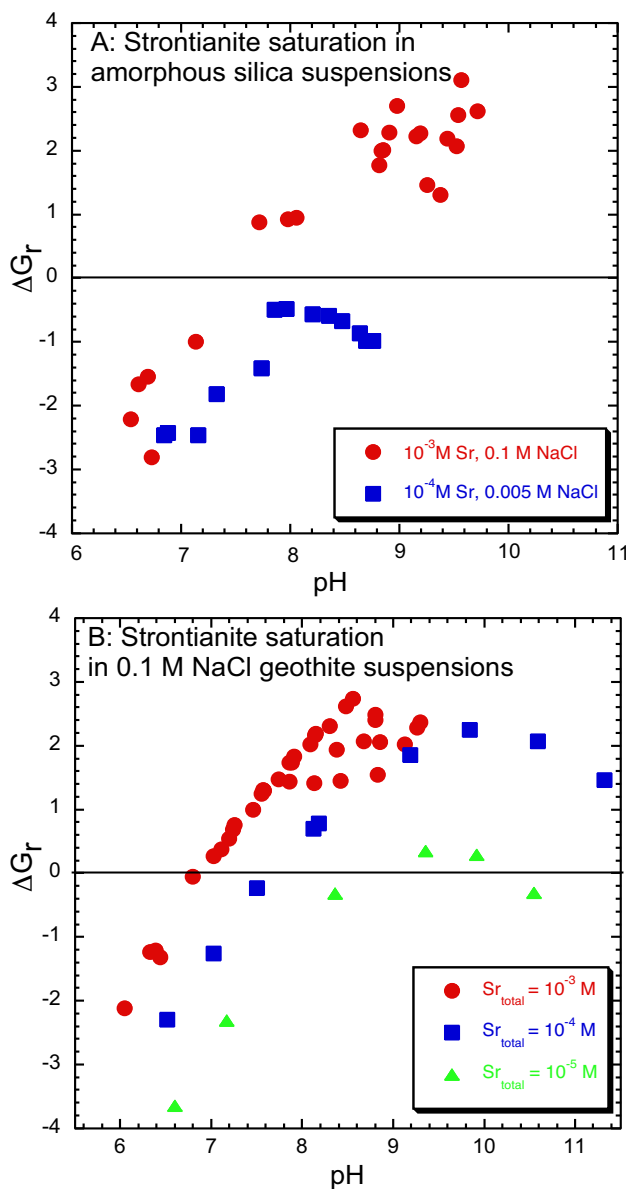 A: Strontianite saturation in
amorphous silica suspensions
4
3
2
1
0
-1
-2
-3
-4
ΔGr
10-3M Sr, 0.1 M NaCl
10-4M Sr, 0.005 M NaCl
6 7 8 9 10 11
pH
B: Strontianite saturation
in 0.1 M NaCl geothite suspensions
4
3
2
1
0
-1
-2
-3
-4
ΔGr
Srtotal = 10-3 M
Srtotal = 10-4 M
Srtotal = 10-5 M
6 7 8 9 10 11
pH